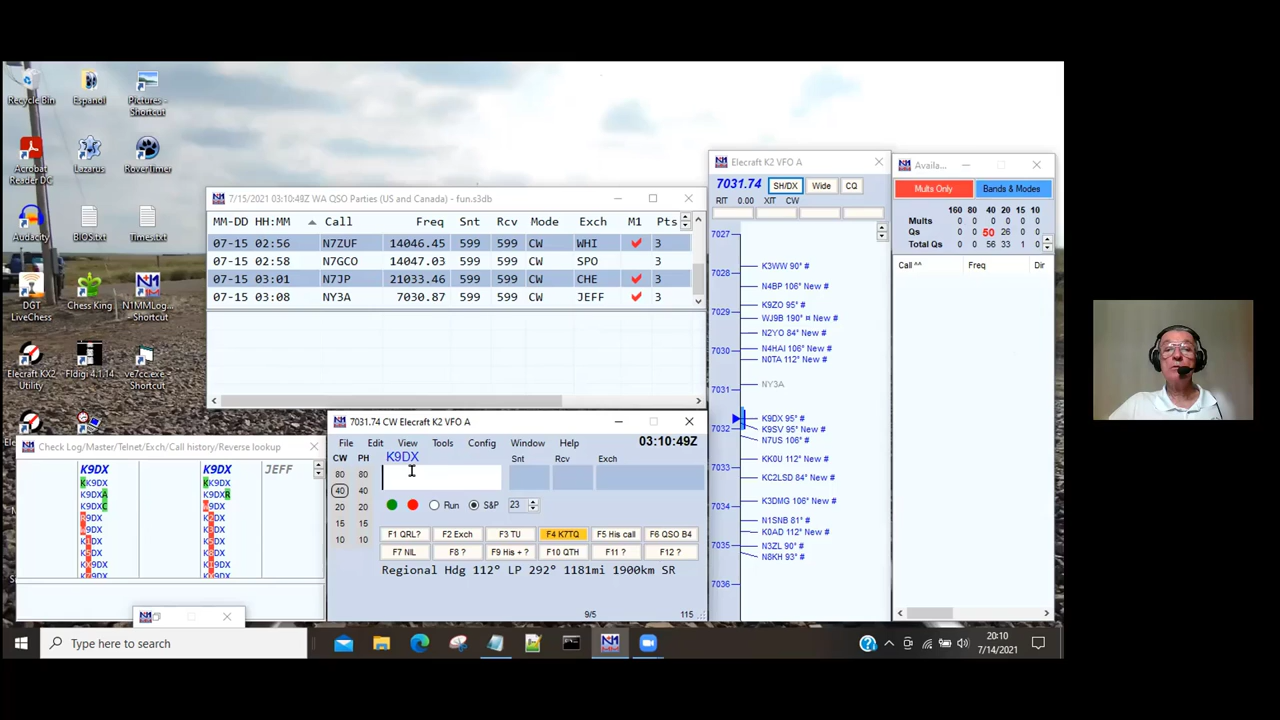 Recycle Bin
Espanol
Pictures - Shortcut
Acrobat Reader DC
Lazarus
RoverTimer
Audacity
BIOS.txt
Times.txt
DGT LiveChess
Chess King
N1MMLog... - Shortcut
Elecraft KX2 Utility
Fldigi 4.1.14
ve7cc.exe - Shortcut
7/15/2021 03:10:49Z WA QSO Parties (US and Canada) - fun.s3db
MM-DD HH:MM Call Freq Snt Rcv Mode Exch M1 Pts
07-15 02:56 N7ZUF 14046.45 599 599 CW WHI 3
07-15 02:58 N7GCO 14047.03 599 599 CW SPO 3
07-15 03:01 N7JP 21033.46 599 599 CW CHE 3
07-15 03:08 NY3A 7030.87 599 599 CW JEFF 3
Check Log/Master/Telnet/Exch/Call history/Reverse lookup
K9DX K9DX JEFF
KK9DX KK9DX
K9DXA K9DXR
K9DXC
7031.74 CW Elecraft K2 VFO A
File Edit View Tools Config Window Help 03:10:49Z
K9DX
CW PH Snt Rcv Exch
80 80
40 40
20 20
15 15
10 10
Run S&P 23
F1 QRL? F2 Exch F3 TU F4 K7TQ F5 His call F6 QSO B4
F7 NIL F8 ? F9 His + ? F10 QTH F11 ? F12 ?
Regional Hdg 112° LP 292° 1181mi 1900km SR
9/5 115
Elecraft K2 VFO A
7031.74 SH/DX Wide CQ
RIT 0.00 XIT CW
7027
K3WW 90° #
7028
N4BP 106° New #
K9ZO 95° #
7029
WJ9B 190° ¤ New #
N2YO 84° New #
N4HAI 106° New #
7030
N0TA 112° New #
NY3A
7031
K9DX 95° #
7032
K9SV 95° New #
N7US 106° #
KK0U 112° New #
7033
KC2LSD 84° New #
K3DMG 106° New #
7034
N1SNB 81° #
K0AD 112° New #
7035
N3ZL 90° #
N8KH 93° #
7036
Availa...
Mults Only Bands & Modes
160 80 40 20 15 10
Mults 0 0 0 0 0 0
Qs 0 0 50 26 0 0
Total Qs 0 0 56 33 1 0
Call ^^ Freq Dir
Type here to search
20:10
7/14/2021